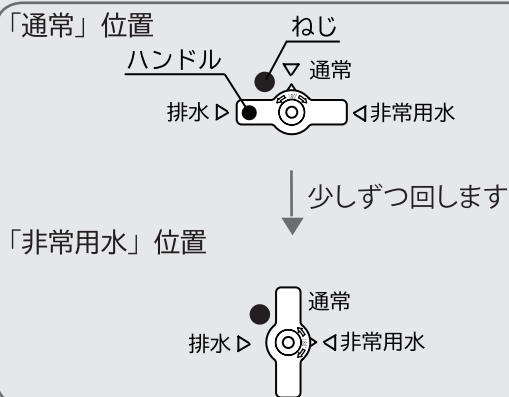 「通常」位置
ねじ
ハンドル
▽ 通常
排水 ▷
◁ 非常用水
少しずつ回します
「非常用水」位置
通常
排水 ▷
◁ 非常用水